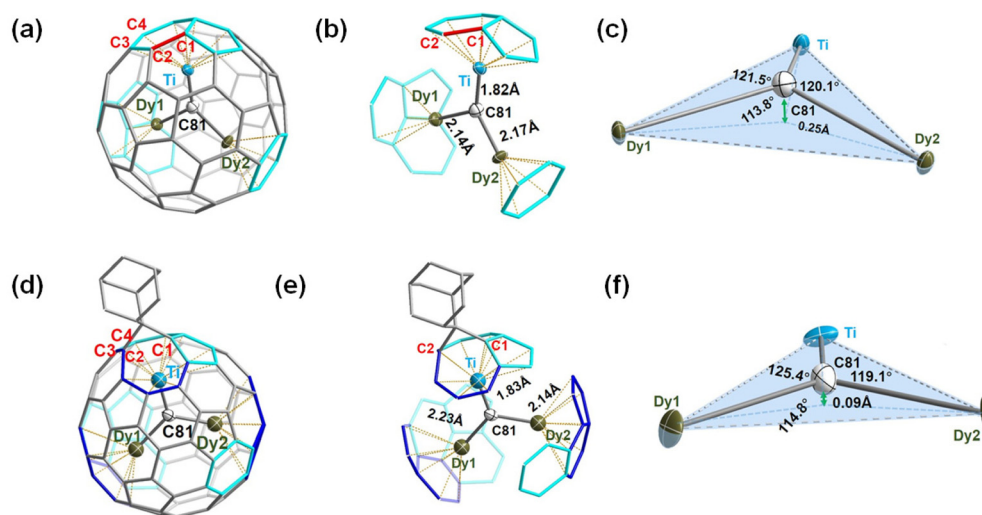 (a)
C4
C3
C1
C2
Ti
Dy1
C81
Dy2
(b)
C2
C1
Ti
1.82Å
Dy1
C81
2.14Å
2.17Å
Dy2
(c)
Ti
121.5°
120.1°
113.8°
C81
0.25Å
Dy1
Dy2
(d)
C4
C3
C2
C1
Ti
C81
Dy1
Dy2
(e)
C2
C1
Ti
1.83Å
2.14Å
2.23Å
C81
Dy2
Dy1
(f)
Ti
C81
125.4°
119.1°
Dy1
0.09Å
114.8°
Dy2